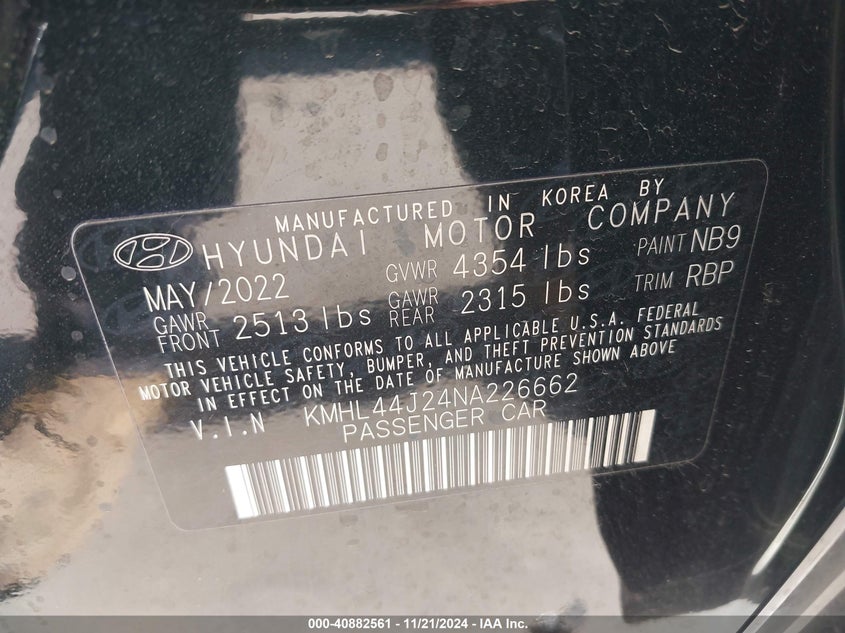 MANUFACTURED IN KOREA BY
HYUNDAI MOTOR COMPANY
MAY/2022 GVWR 4354 lbs PAINT NB9
GAWR FRONT 2513 lbs GAWR REAR 2315 lbs TRIM RBP
THIS VEHICLE CONFORMS TO ALL APPLICABLE U.S.A. FEDERAL
MOTOR VEHICLE SAFETY, BUMPER, AND THEFT PREVENTION STANDARDS
IN EFFECT ON THE DATE OF MANUFACTURE SHOWN ABOVE
V.I.N KMHL44J24NA226662
PASSENGER CAR
000-40882561 - 11/21/2024 - IAA Inc.